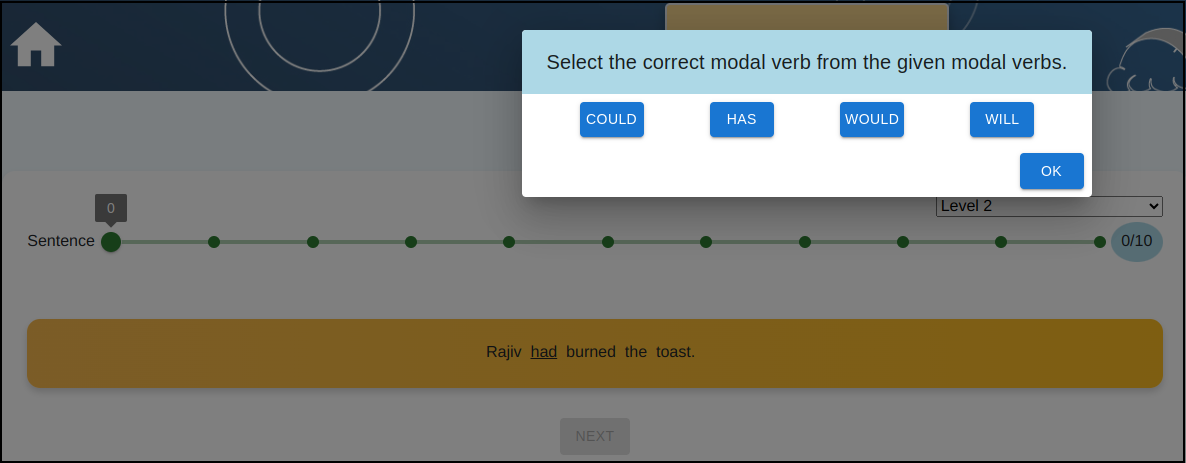 Select the correct modal verb from the given modal verbs.
COULD HAS WOULD WILL
OK
Level 2
0
Sentence 0/10
Rajiv had burned the toast.
NEXT